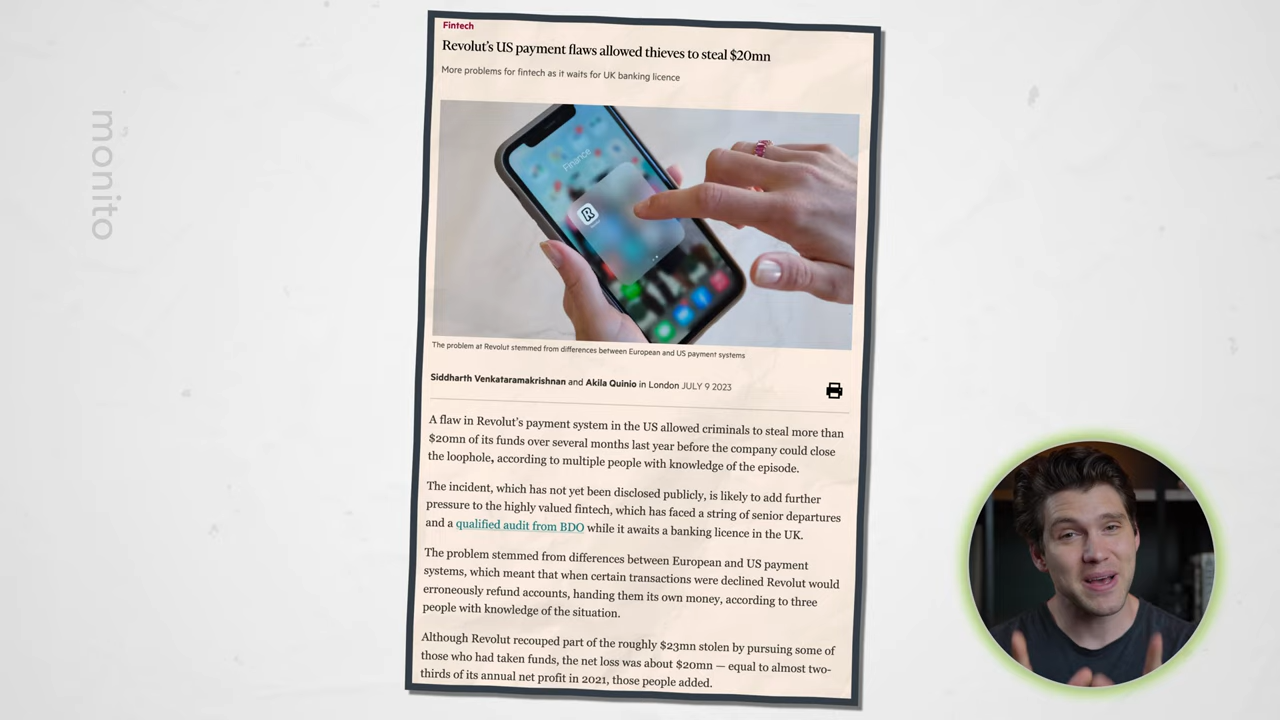 monito
Fintech
Revolut's US payment flaws allowed thieves to steal $20mn
More problems for fintech as it waits for UK banking licence
Finance
R
The problem at Revolut stemmed from differences between European and US payment systems
Siddharth Venkataramakrishnan and Akila Quinio in London JULY 9 2023
A flaw in Revolut's payment system in the US allowed criminals to steal more than
$20mn of its funds over several months last year before the company could close
the loophole, according to multiple people with knowledge of the episode.
The incident, which has not yet been disclosed publicly, is likely to add further
pressure to the highly valued fintech, which has faced a string of senior departures
and a qualified audit from BDO while it awaits a banking licence in the UK.
The problem stemmed from differences between European and US payment
systems, which meant that when certain transactions were declined Revolut would
erroneously refund accounts, handing them its own money, according to three
people with knowledge of the situation.
Although Revolut recouped part of the roughly $23mn stolen by pursuing some of
those who had taken funds, the net loss was about $20mn — equal to almost two-
thirds of its annual net profit in 2021, those people added.